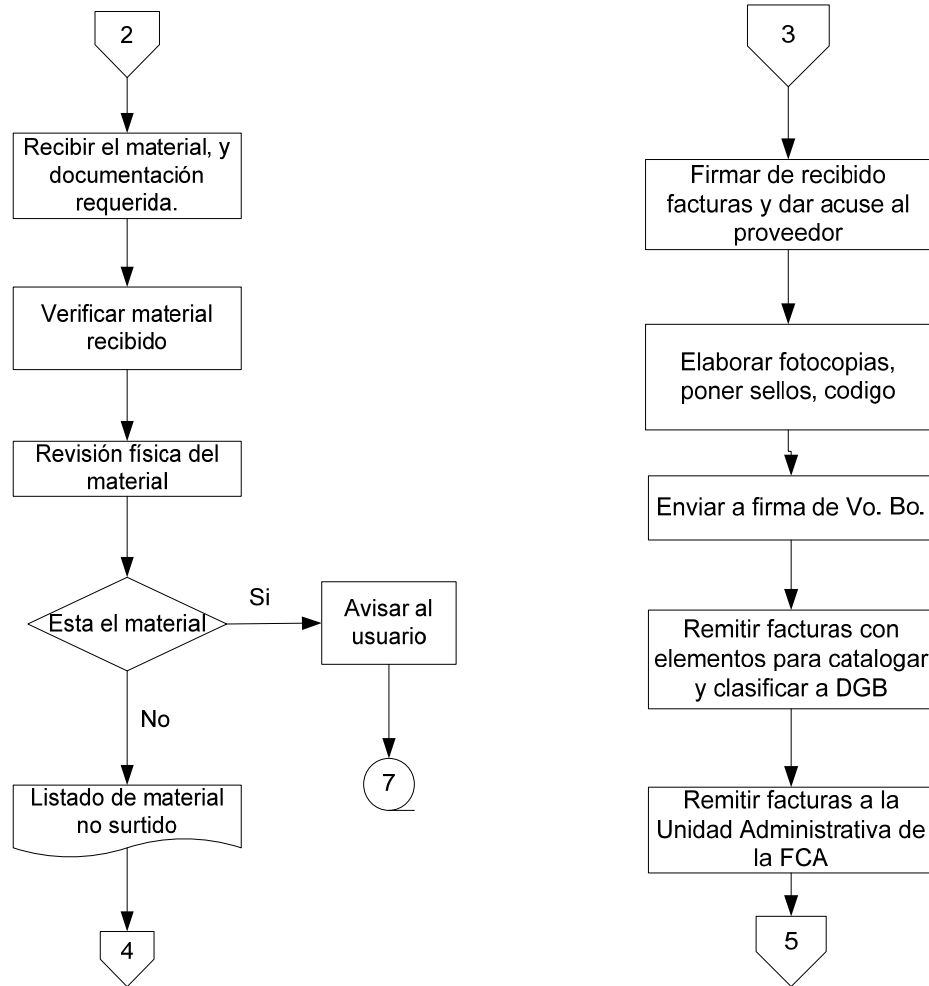 2
Recibir el material, y
documentación
requerida.
Verificar material
recibido
Revisión física del
material
Esta el material
Si
Avisar al
usuario
7
No
Listado de material
no surtido
4
3
Firmar de recibido
facturas y dar acuse al
proveedor
Elaborar fotocopias,
poner sellos, codigo
Enviar a firma de Vo. Bo.
Remitir facturas con
elementos para catalogar
y clasificar a DGB
Remitir facturas a la
Unidad Administrativa de
la FCA
5